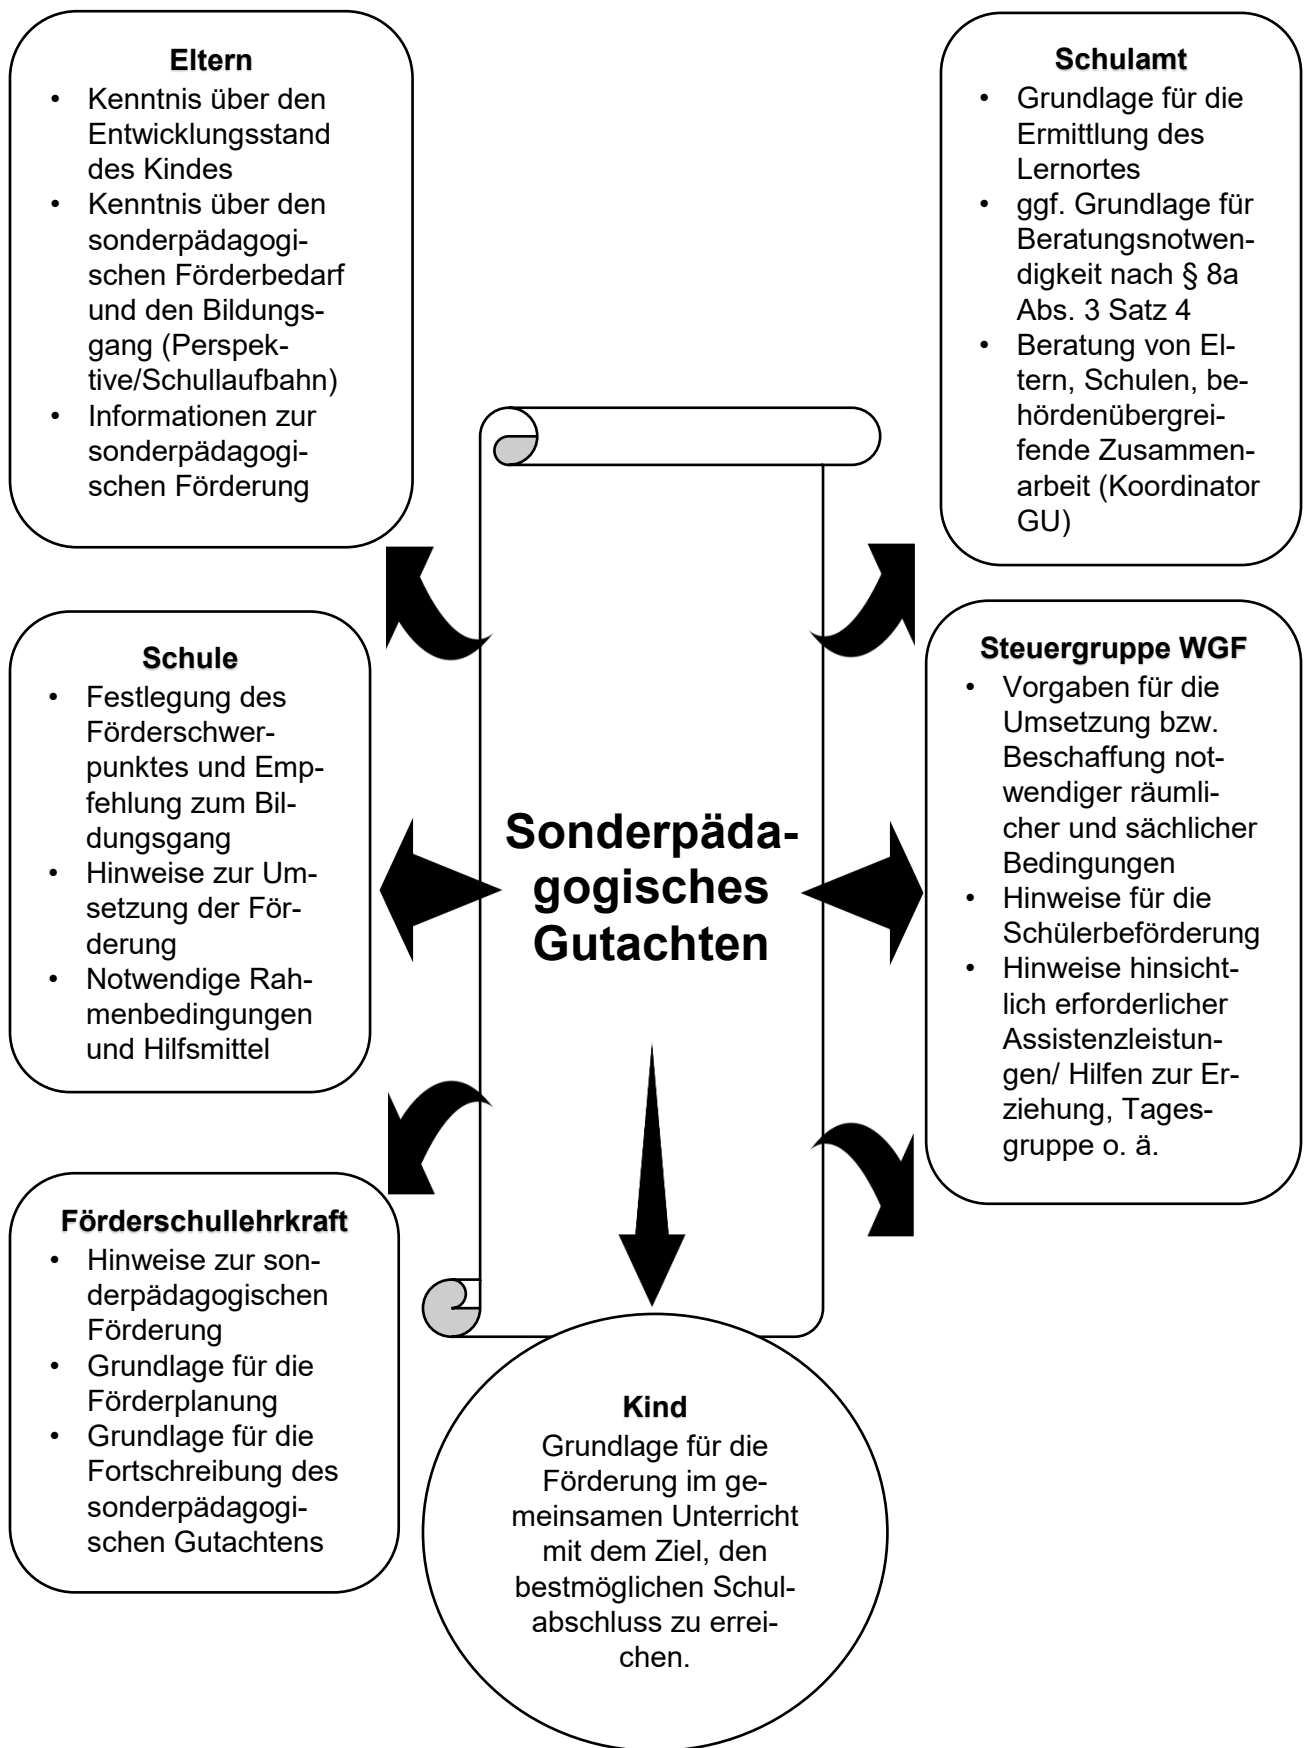 Eltern
• Kenntnis über den
Entwicklungsstand
des Kindes
• Kenntnis über den
sonderpädagogi-
schen Förderbedarf
und den Bildungs-
gang (Perspek-
tive/Schullaufbahn)
• Informationen zur
sonderpädagogi-
schen Förderung
Schulamt
• Grundlage für die
Ermittlung des
Lernortes
• ggf. Grundlage für
Beratungsnotwen-
digkeit nach § 8a
Abs. 3 Satz 4
• Beratung von El-
tern, Schulen, be-
hördenübergrei-
fende Zusammen-
arbeit (Koordinator
GU)
Schule
• Festlegung des
Förderschwer-
punktes und Emp-
fehlung zum Bil-
dungsgang
• Hinweise zur Um-
setzung der För-
derung
• Notwendige Rah-
menbedingungen
und Hilfsmittel
Sonderpäda-
gogisches
Gutachten
Steuergruppe WGF
• Vorgaben für die
Umsetzung bzw.
Beschaffung not-
wendiger räumli-
cher und sächlicher
Bedingungen
• Hinweise für die
Schülerbeförderung
• Hinweise hinsicht-
lich erforderlicher
Assistenzleistun-
gen/ Hilfen zur Er-
ziehung, Tages-
gruppe o. ä.
Förderschullehrkraft
• Hinweise zur son-
derpädagogischen
Förderung
• Grundlage für die
Förderplanung
• Grundlage für die
Fortschreibung des
sonderpädagogi-
schen Gutachtens
Kind
Grundlage für die
Förderung im ge-
meinsamen Unterricht
mit dem Ziel, den
bestmöglichen Schul-
abschluss zu errei-
chen.